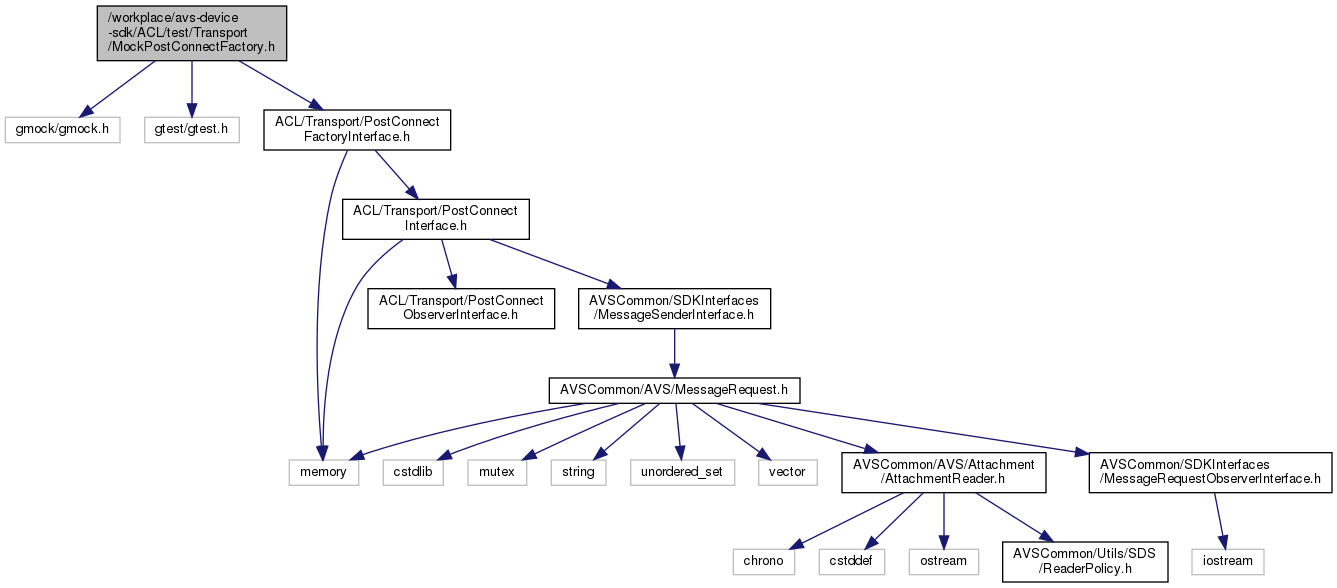 /workplace/avs-device
-sdk/ACL/test/Transport
/MockPostConnectFactory.h
gmock/gmock.h
gtest/gtest.h
ACL/Transport/PostConnect
FactoryInterface.h
ACL/Transport/PostConnect
Interface.h
ACL/Transport/PostConnect
ObserverInterface.h
AVSCommon/SDKInterfaces
/MessageSenderInterface.h
AVSCommon/AVS/MessageRequest.h
memory
cstdlib
mutex
string
unordered_set
vector
AVSCommon/AVS/Attachment
/AttachmentReader.h
AVSCommon/SDKInterfaces
/MessageRequestObserverInterface.h
chrono
cstddef
ostream
AVSCommon/Utils/SDS
/ReaderPolicy.h
iostream